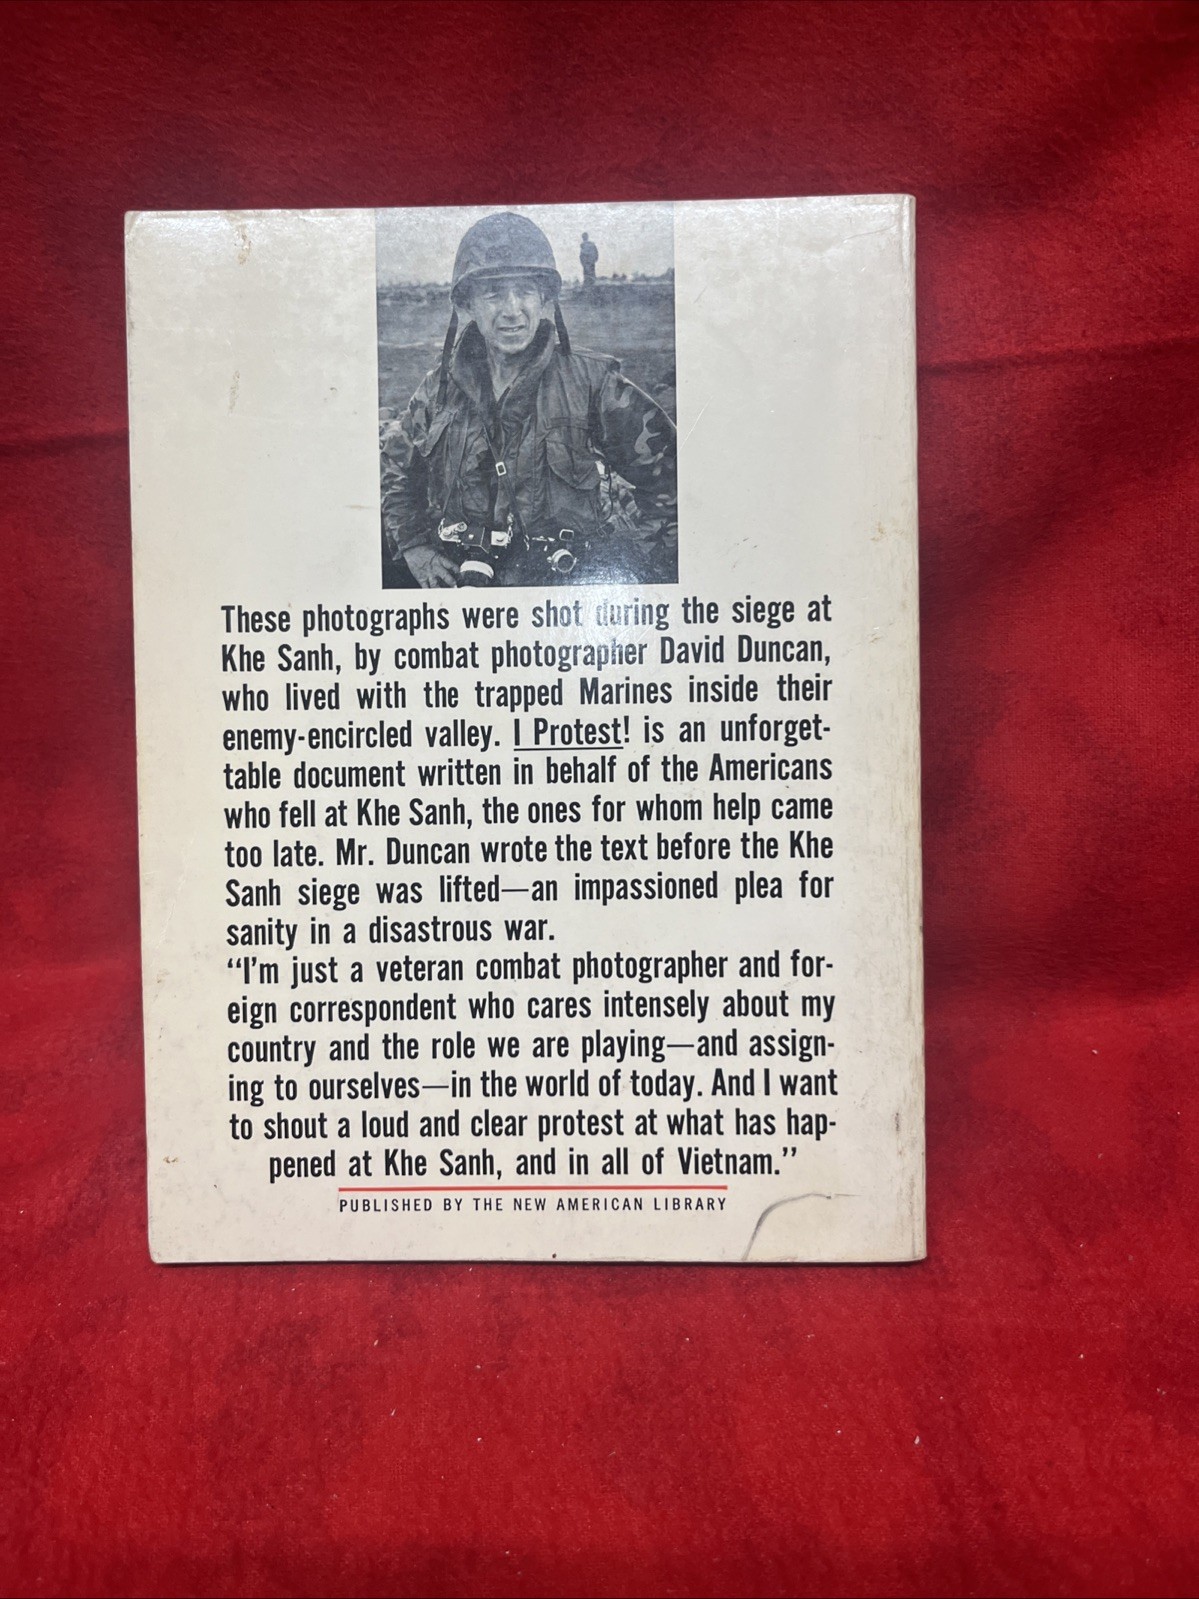 These photographs were shot during the siege at
Khe Sanh, by combat photographer David Duncan,
who lived with the trapped Marines inside their
enemy-encircled valley. I Protest! is an unforget-
table document written in behalf of the Americans
who fell at Khe Sanh, the ones for whom help came
too late. Mr. Duncan wrote the text before the Khe
Sanh siege was lifted—an impassioned plea for
sanity in a disastrous war.
“I'm just a veteran combat photographer and for-
eign correspondent who cares intensely about my
country and the role we are playing—and assign-
ing to ourselves—in the world of today. And I want
to shout a loud and clear protest at what has hap-
pened at Khe Sanh, and in all of Vietnam.”
PUBLISHED BY THE NEW AMERICAN LIBRARY